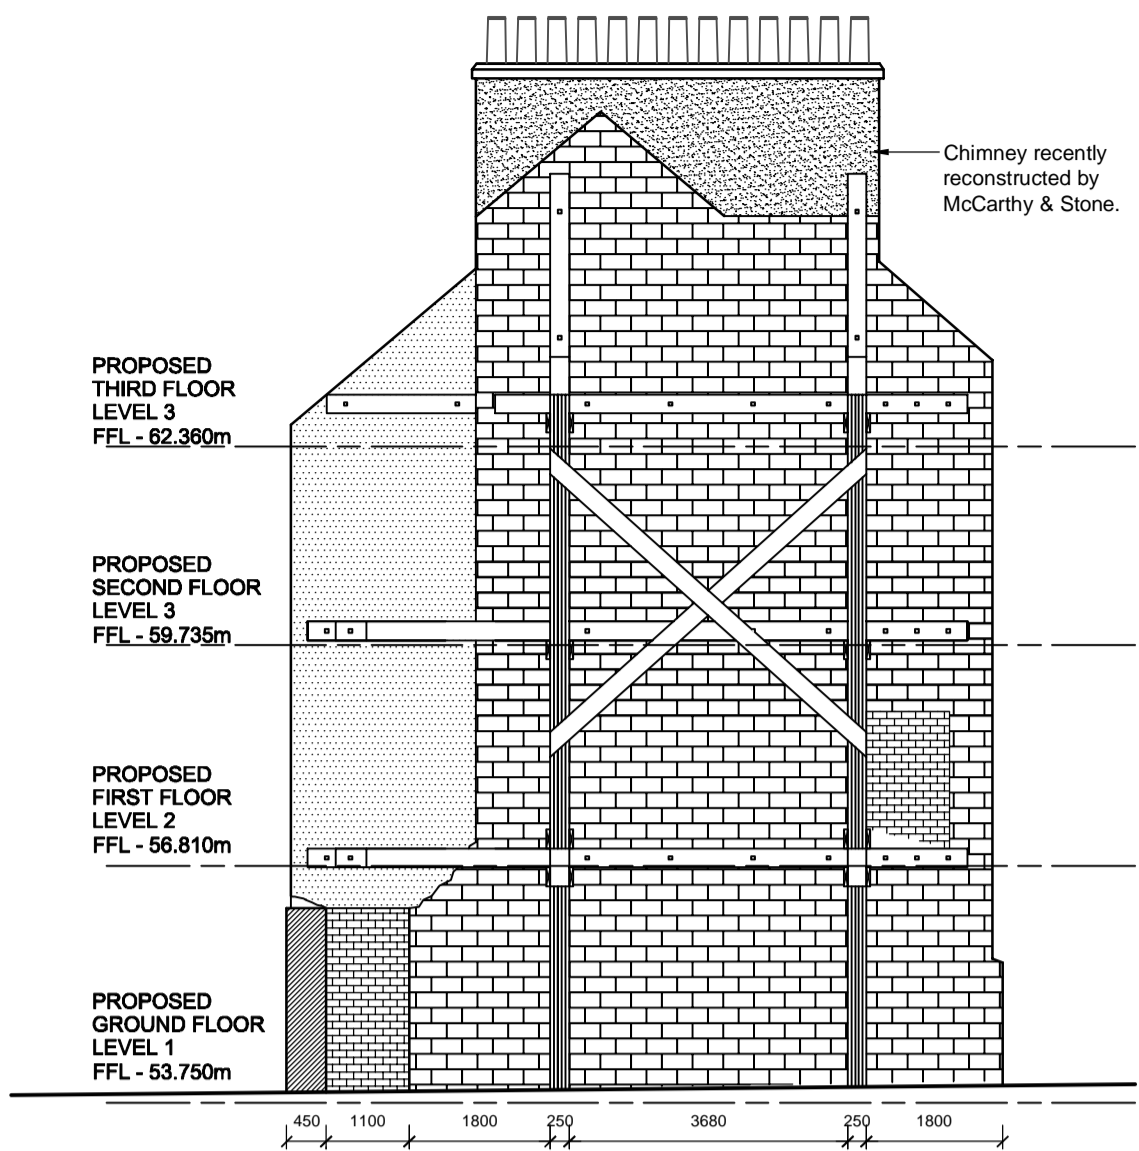 Chimney recently
reconstructed by
McCarthy & Stone.
PROPOSED
THIRD FLOOR
LEVEL 3
FFL - 62.360m
PROPOSED
SECOND FLOOR
LEVEL 3
FFL - 59.735m
PROPOSED
FIRST FLOOR
LEVEL 2
FFL - 56.810m
PROPOSED
GROUND FLOOR
LEVEL 1
FFL - 53.750m
450 1100 1800 250 3680 250 1800